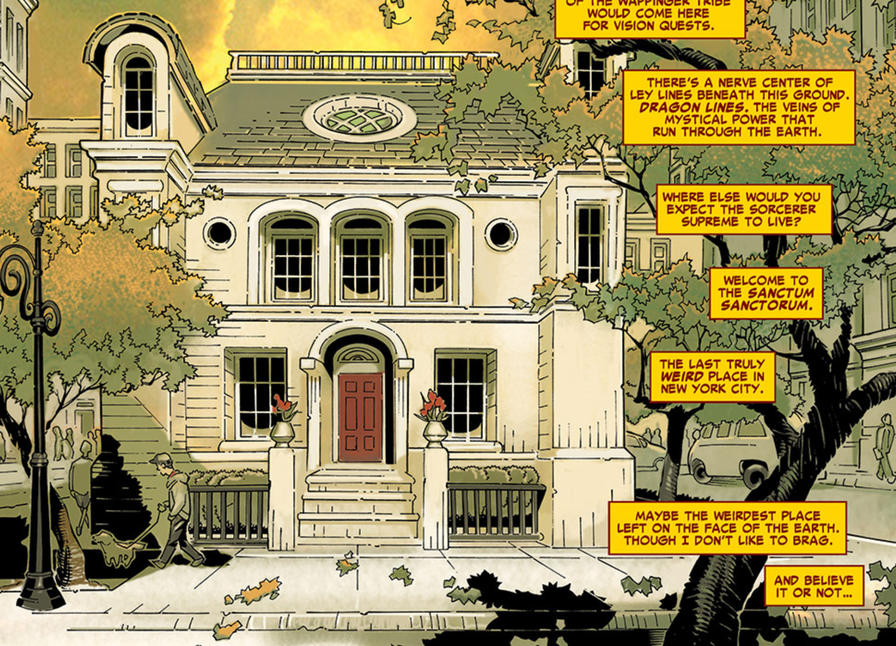 OF THE WAPPINGER TRIBE
WOULD COME HERE
FOR VISION QUESTS.
THERE'S A NERVE CENTER OF
LEY LINES BENEATH THIS GROUND.
DRAGON LINES. THE VEINS OF
MYSTICAL POWER THAT
RUN THROUGH THE EARTH.
WHERE ELSE WOULD YOU
EXPECT THE SORCERER
SUPREME TO LIVE?
WELCOME TO
THE SANCTUM
SANCTORUM.
THE LAST TRULY
WEIRD PLACE IN
NEW YORK CITY.
MAYBE THE WEIRDEST PLACE
LEFT ON THE FACE OF THE EARTH.
THOUGH I DON'T LIKE TO BRAG.
AND BELIEVE
IT OR NOT...